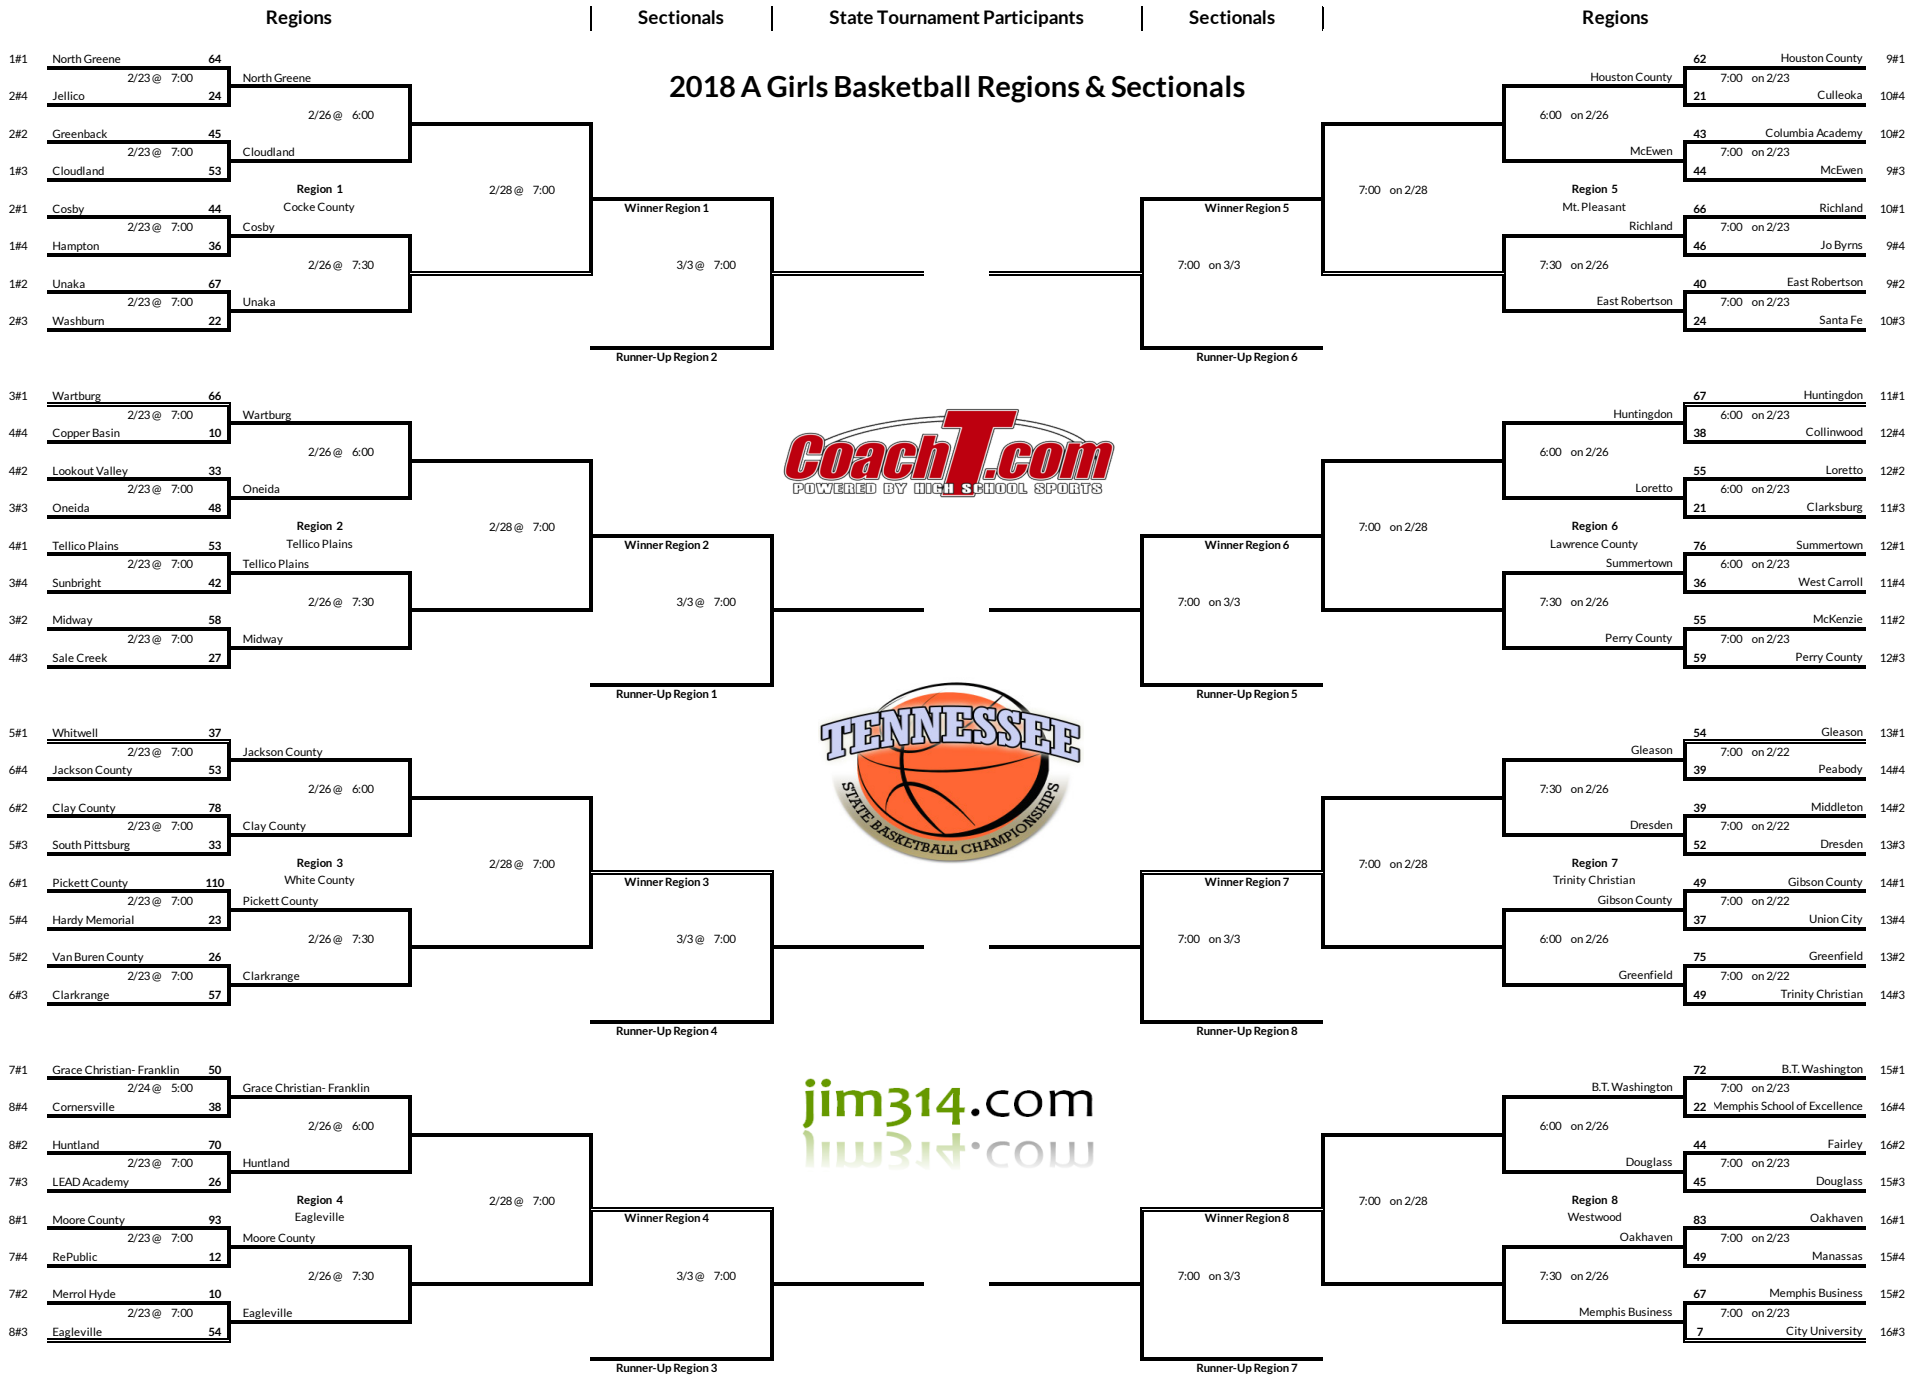 Regions Sectionals State Tournament Participants Sectionals Regions
2018 A Girls Basketball Regions & Sectionals
1#1 North Greene 64
2/23 @ 7:00 North Greene
2#4 Jellico 24
2/26 @ 6:00
2#2 Greenback 45
2/23 @ 7:00 Cloudland
1#3 Cloudland 53
Region 1
Cocke County
2/28 @ 7:00
2#1 Cosby 44
2/23 @ 7:00 Cosby
1#4 Hampton 36
2/26 @ 7:30
1#2 Unaka 67
2/23 @ 7:00 Unaka
2#3 Washburn 22
Winner Region 1
3/3 @ 7:00
Runner-Up Region 2
3#1 Wartburg 66
2/23 @ 7:00 Wartburg
4#4 Copper Basin 10
2/26 @ 6:00
4#2 Lookout Valley 33
2/23 @ 7:00 Oneida
3#3 Oneida 48
Region 2
Tellico Plains
2/28 @ 7:00
4#1 Tellico Plains 53
2/23 @ 7:00 Tellico Plains
3#4 Sunbright 42
2/26 @ 7:30
3#2 Midway 58
2/23 @ 7:00 Midway
4#3 Sale Creek 27
Winner Region 2
3/3 @ 7:00
Runner-Up Region 1
5#1 Whitwell 37
2/23 @ 7:00 Jackson County
6#4 Jackson County 53
2/26 @ 6:00
6#2 Clay County 78
2/23 @ 7:00 Clay County
5#3 South Pittsburg 33
Region 3
White County
2/28 @ 7:00
6#1 Pickett County 110
2/23 @ 7:00 Pickett County
5#4 Hardy Memorial 23
2/26 @ 7:30
5#2 Van Buren County 26
2/23 @ 7:00 Clarkrange
6#3 Clarkrange 57
Winner Region 3
3/3 @ 7:00
Runner-Up Region 4
7#1 Grace Christian- Franklin 50
2/24 @ 5:00 Grace Christian- Franklin
8#4 Cornersville 38
2/26 @ 6:00
8#2 Huntland 70
2/23 @ 7:00 Huntland
7#3 LEAD Academy 26
Region 4
Eagleville
2/28 @ 7:00
8#1 Moore County 93
2/23 @ 7:00 Moore County
7#4 RePublic 12
2/26 @ 7:30
7#2 Merrol Hyde 10
2/23 @ 7:00 Eagleville
8#3 Eagleville 54
Winner Region 4
3/3 @ 7:00
Runner-Up Region 3
CoachT.com
POWERED BY HIGH SCHOOL SPORTS
TENNESSEE
STATE BASKETBALL CHAMPIONSHIPS
jim314.com
62 Houston County 9#1
Houston County 7:00 on 2/23
21 Culleoka 10#4
6:00 on 2/26
43 Columbia Academy 10#2
McEwen 7:00 on 2/23
44 McEwen 9#3
Region 5
Mt. Pleasant
7:00 on 2/28
66 Richland 10#1
Richland 7:00 on 2/23
46 Jo Byrns 9#4
7:30 on 2/26
40 East Robertson 9#2
East Robertson 7:00 on 2/23
24 Santa Fe 10#3
Winner Region 5
7:00 on 3/3
Runner-Up Region 6
67 Huntingdon 11#1
Huntingdon 6:00 on 2/23
38 Collinwood 12#4
6:00 on 2/26
55 Loretto 12#2
Loretto 6:00 on 2/23
21 Clarksburg 11#3
Region 6
Lawrence County
7:00 on 2/28
76 Summertown 12#1
Summertown 6:00 on 2/23
36 West Carroll 11#4
7:30 on 2/26
55 McKenzie 11#2
Perry County 7:00 on 2/23
59 Perry County 12#3
Winner Region 6
7:00 on 3/3
Runner-Up Region 5
54 Gleason 13#1
Gleason 7:00 on 2/22
39 Peabody 14#4
7:30 on 2/26
39 Middleton 14#2
Dresden 7:00 on 2/22
52 Dresden 13#3
Region 7
Trinity Christian
7:00 on 2/28
49 Gibson County 14#1
Gibson County 7:00 on 2/22
37 Union City 13#4
6:00 on 2/26
75 Greenfield 13#2
Greenfield 7:00 on 2/22
49 Trinity Christian 14#3
Winner Region 7
7:00 on 3/3
Runner-Up Region 8
72 B.T. Washington 15#1
B.T. Washington 7:00 on 2/23
22 Memphis School of Excellence 16#4
6:00 on 2/26
44 Fairley 16#2
Douglass 7:00 on 2/23
45 Douglass 15#3
Region 8
Westwood
7:00 on 2/28
83 Oakhaven 16#1
Oakhaven 7:00 on 2/23
49 Manassas 15#4
7:30 on 2/26
67 Memphis Business 15#2
Memphis Business 7:00 on 2/23
7 City University 16#3
Winner Region 8
7:00 on 3/3
Runner-Up Region 7